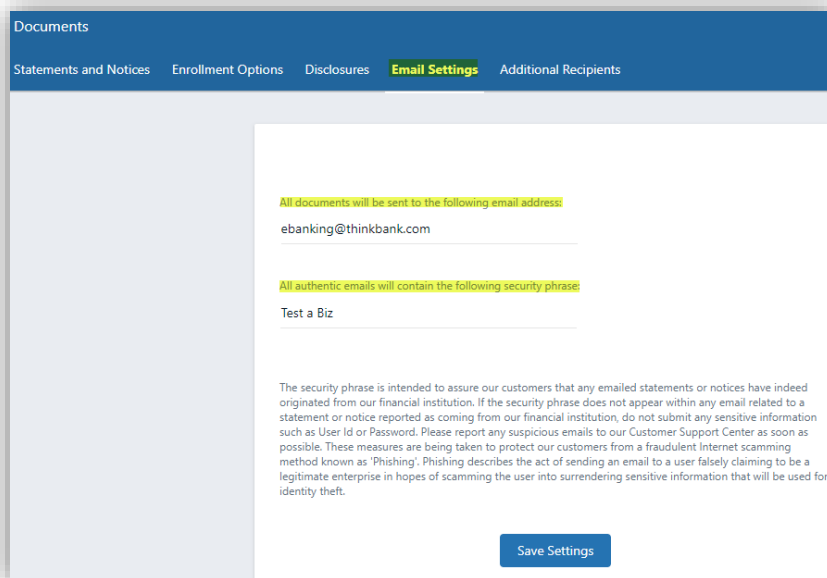 Documents
Statements and Notices Enrollment Options Disclosures Email Settings Additional Recipients
All documents will be sent to the following email address:
ebanking@thinkbank.com
All authentic emails will contain the following security phrase:
Test a Biz
The security phrase is intended to assure our customers that any emailed statements or notices have indeed
originated from our financial institution. If the security phrase does not appear within any email related to a
statement or notice reported as coming from our financial institution, do not submit any sensitive information
such as User Id or Password. Please report any suspicious emails to our Customer Support Center as soon as
possible. These measures are being taken to protect our customers from a fraudulent Internet scamming
method known as 'Phishing'. Phishing describes the act of sending an email to a user falsely claiming to be a
legitimate enterprise in hopes of scamming the user into surrendering sensitive information that will be used for
identity theft.
Save Settings